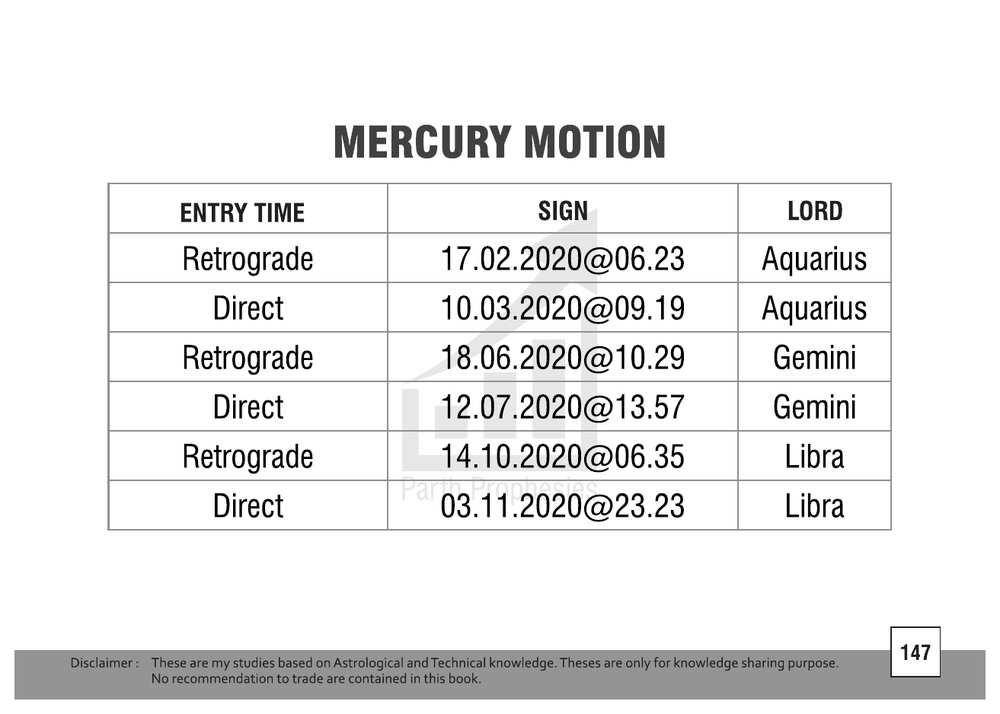 MERCURY MOTION
ENTRY TIME SIGN LORD
Retrograde 17.02.2020@06.23 Aquarius
Direct 10.03.2020@09.19 Aquarius
Retrograde 18.06.2020@10.29 Gemini
Direct 12.07.2020@13.57 Gemini
Retrograde 14.10.2020@06.35 Libra
Parth Prophesies
Direct 03.11.2020@23.23 Libra
147
Disclaimer : These are my studies based on Astrological and Technical knowledge. Theses are only for knowledge sharing purpose.
No recommendation to trade are contained in this book.